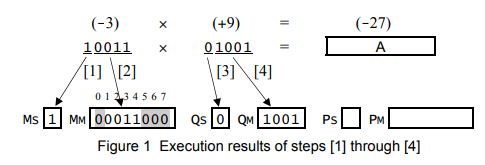 (-3) × (+9) = (-27)
10011 × 01001 = A
[1] [2] [3] [4]
0 1 2 3 4 5 6 7
MS 1 MM 00011000 QS 0 QM 1001 PS PM
Figure 1 Execution results of steps [1] through [4]